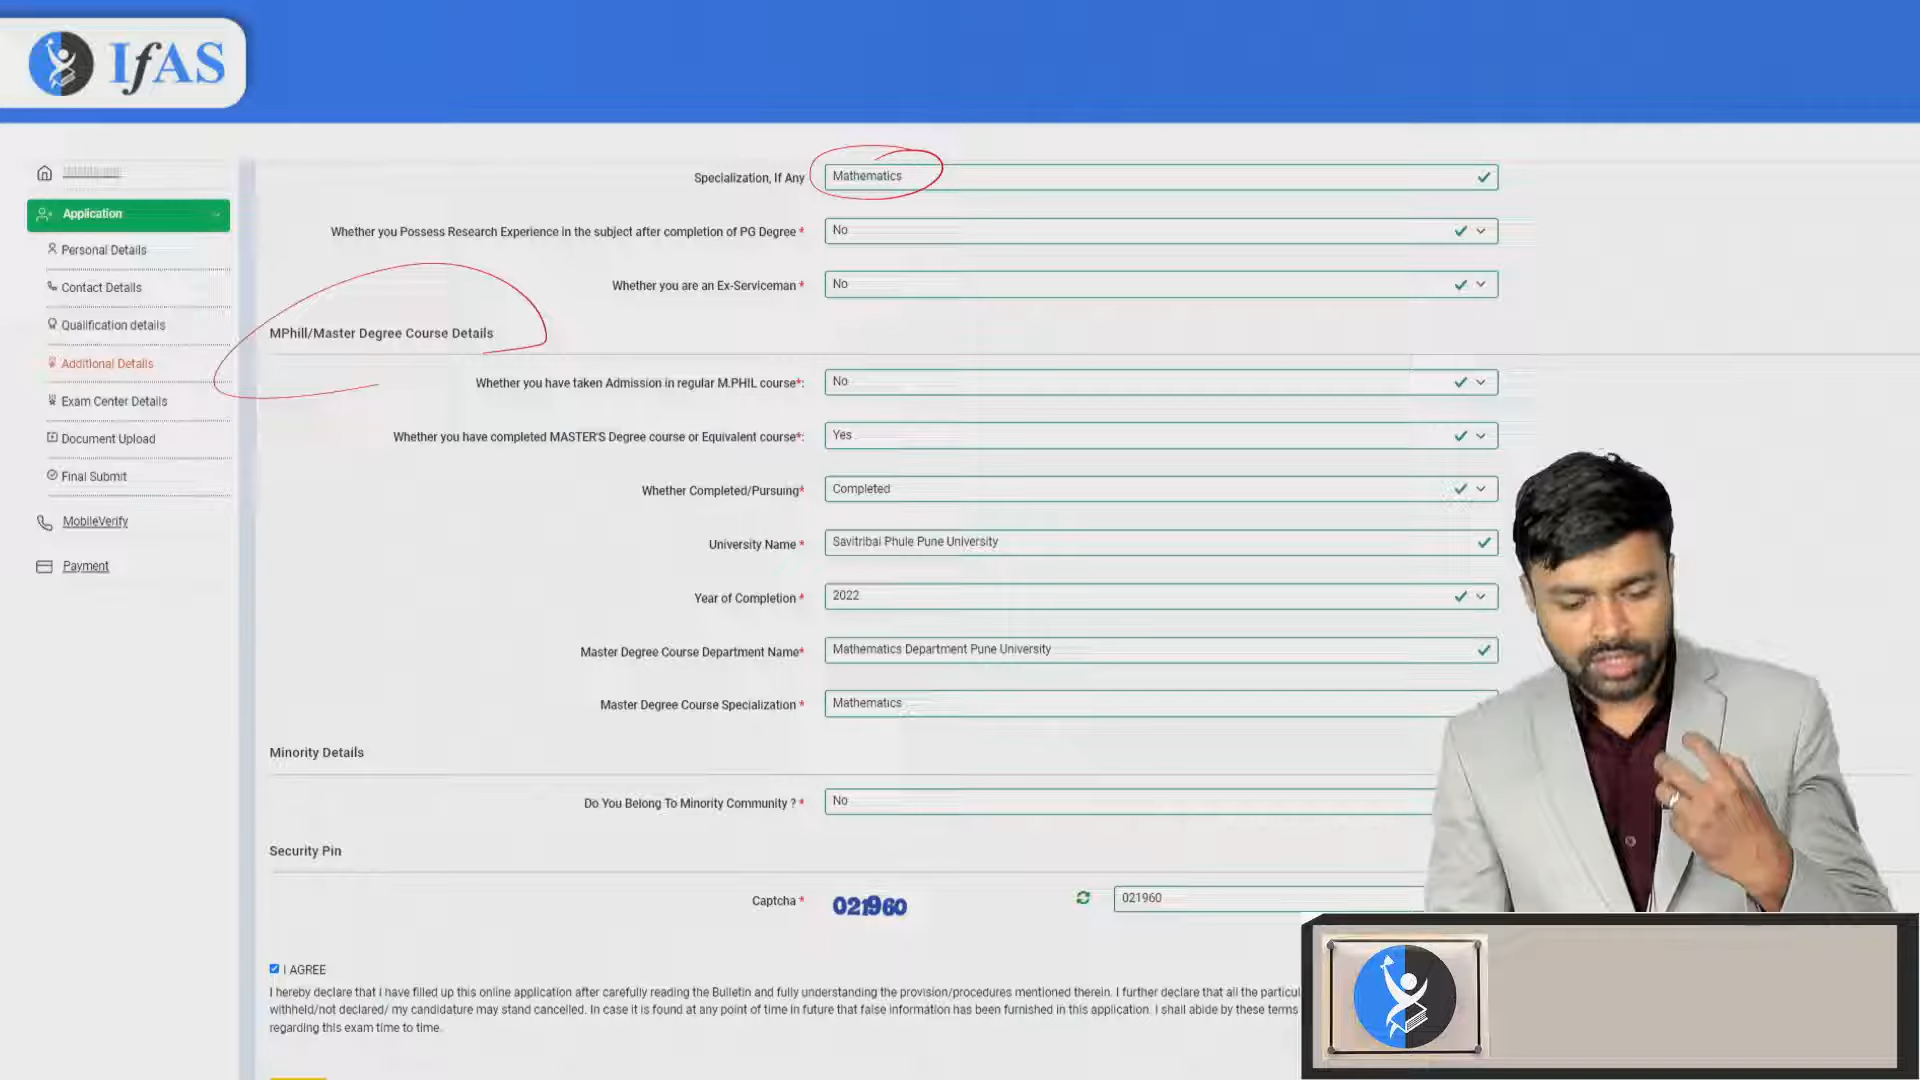 IfAS
Specialization, If Any
Mathematics
Application
Whether you Possess Research Experience in the subject after completion of PG Degree *
No
Personal Details
Contact Details
Whether you are an Ex-Serviceman *
No
Qualification details
MPhill/Master Degree Course Details
Additional Details
Whether you have taken Admission in regular M.PHIL course*:
No
Exam Center Details
Document Upload
Whether you have completed MASTER'S Degree course or Equivalent course*:
Yes
Final Submit
Whether Completed/Pursuing*
Completed
MobileVerify
University Name *
Savitribai Phule Pune University
Payment
Year of Completion *
2022
Master Degree Course Department Name*
Mathematics Department Pune University
Master Degree Course Specialization *
Mathematics
Minority Details
Do You Belong To Minority Community ? *
No
Security Pin
Captcha *
021960
021960
I AGREE
I hereby declare that I have filled up this online application after carefully reading the Bulletin and fully understanding the provision/procedures mentioned therein. I further declare that all the particul
withheld/not declared/ my candidature may stand cancelled. In case it is found at any point of time in future that false information has been furnished in this application. I shall abide by these terms
regarding this exam time to time.